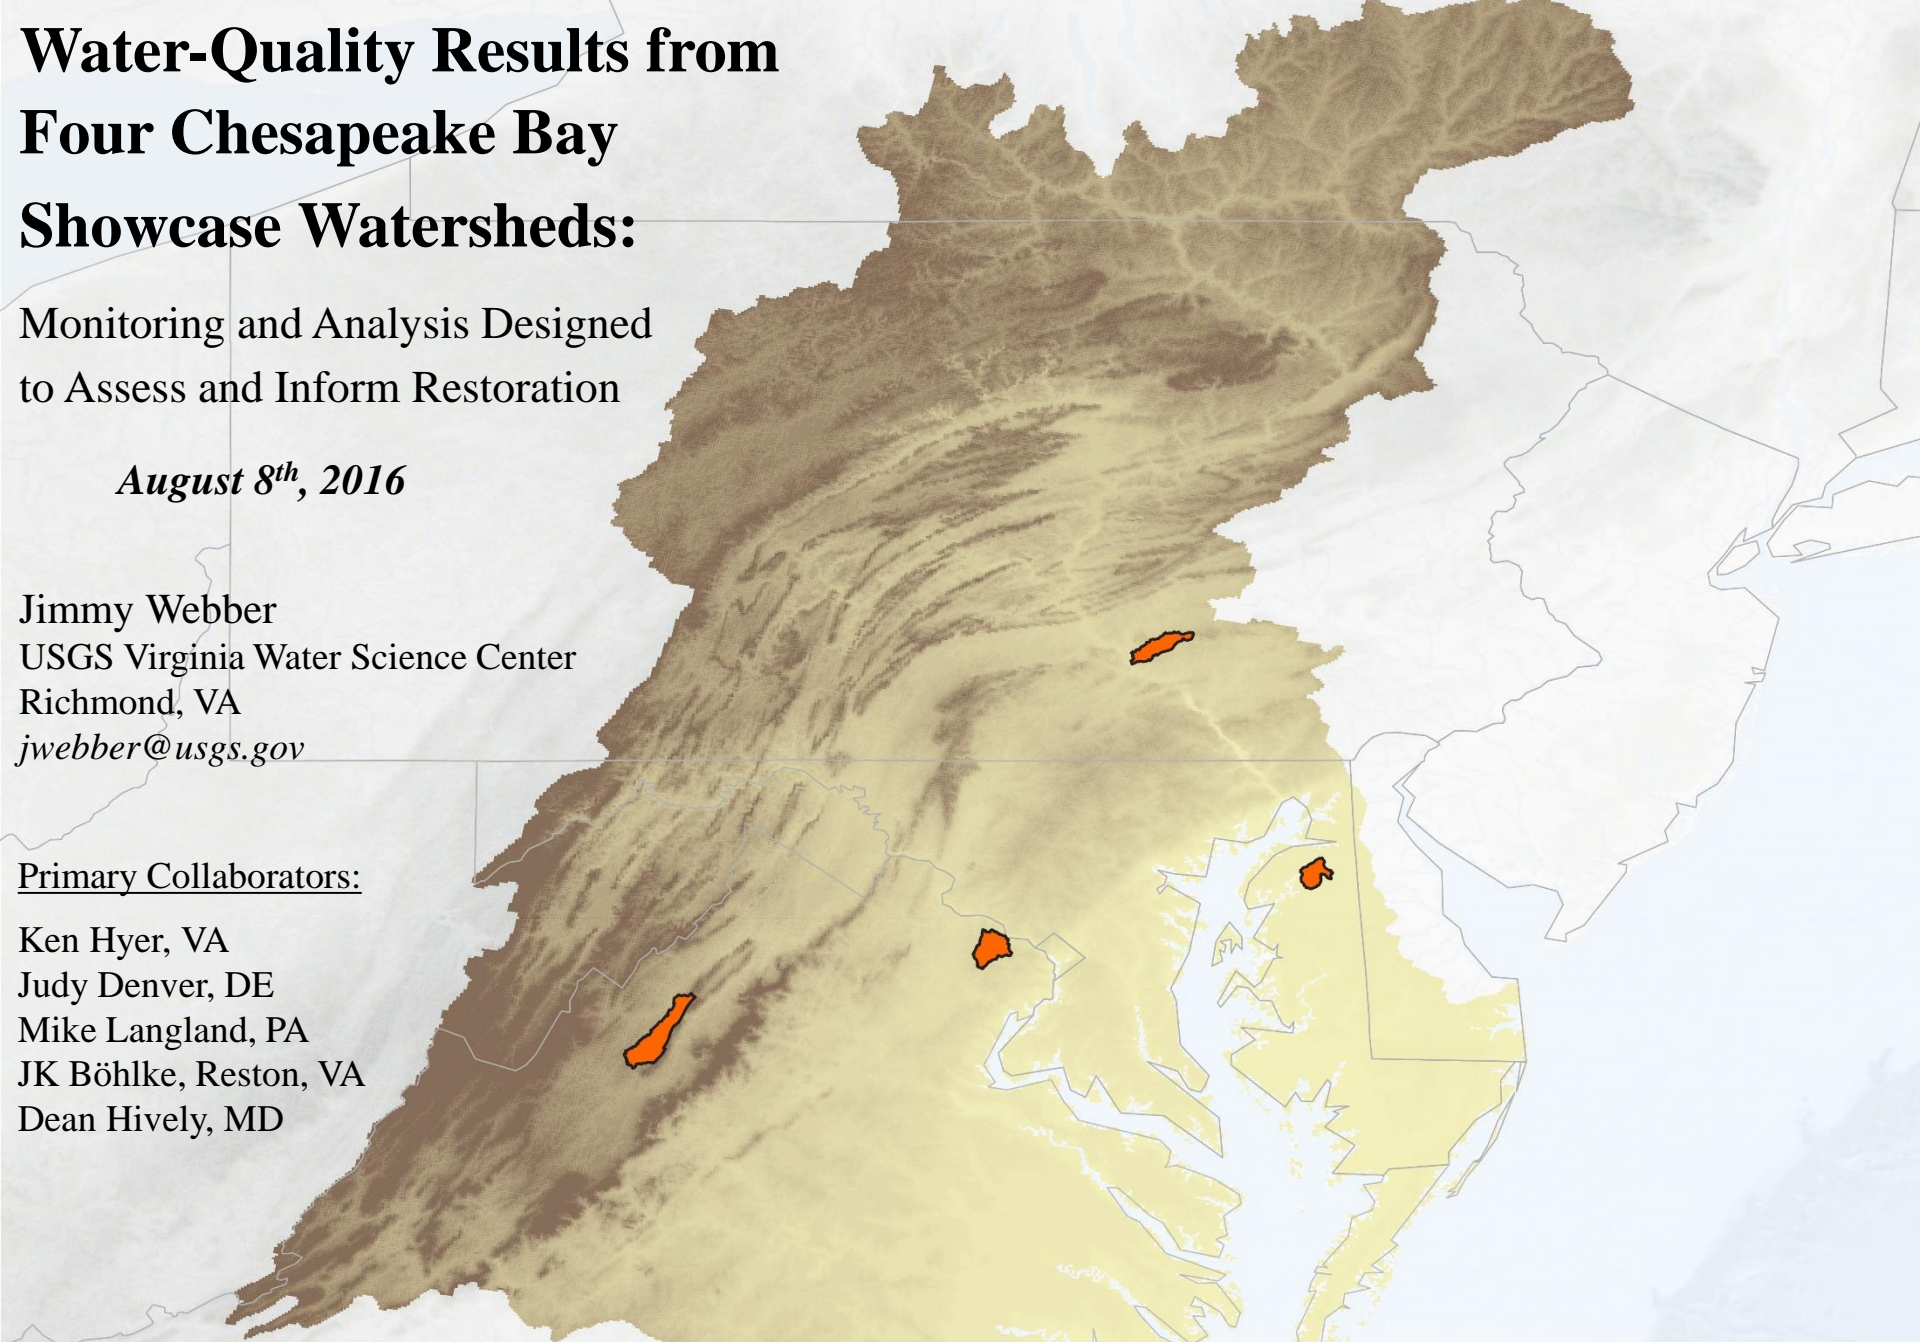 Water-Quality Results from
Four Chesapeake Bay
Showcase Watersheds:
Monitoring and Analysis Designed
to Assess and Inform Restoration
August 8th, 2016
Jimmy Webber
USGS Virginia Water Science Center
Richmond, VA
jwebber@usgs.gov
Primary Collaborators:
Ken Hyer, VA
Judy Denver, DE
Mike Langland, PA
JK Böhlke, Reston, VA
Dean Hively, MD